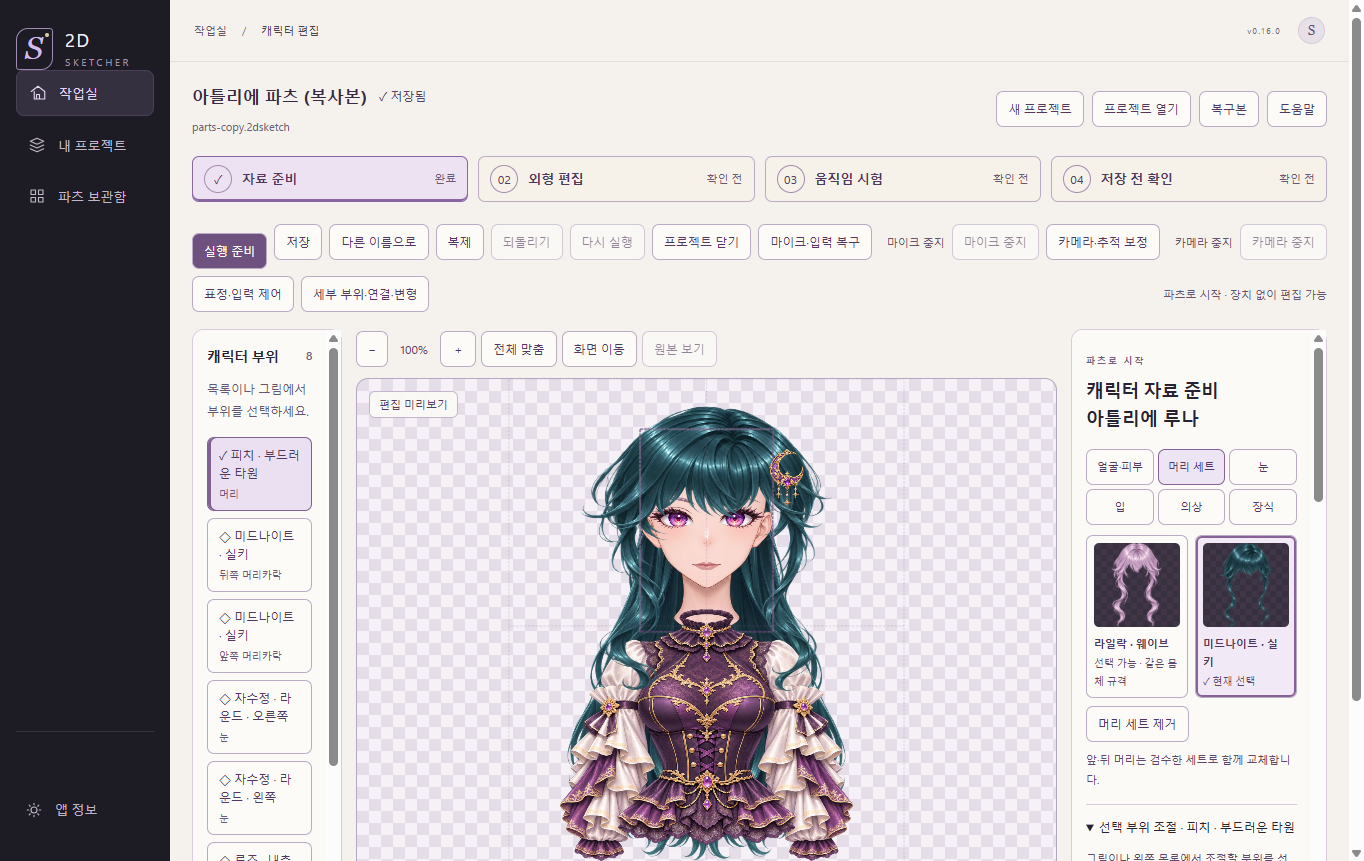 S
2D
SKETCHER
작업실
내 프로젝트
파츠 보관함
앱 정보
작업실 / 캐릭터 편집
v0.16.0
S
아틀리에 파츠 (복사본) ✓ 저장됨
parts-copy.2dsketch
새 프로젝트
프로젝트 열기
복구본
도움말
✓ 자료 준비 완료
02 외형 편집 확인 전
03 움직임 시험 확인 전
04 저장 전 확인 확인 전
실행 준비
저장
다른 이름으로
복제
되돌리기
다시 실행
프로젝트 닫기
마이크·입력 복구
마이크 중지
마이크 중지
카메라·추적 보정
카메라 중지
카메라 중지
표정·입력 제어
세부 부위·연결·변형
파츠로 시작 · 장치 없이 편집 가능
캐릭터 부위 8
목록이나 그림에서
부위를 선택하세요.
✓ 피치 · 부드러
운 타원
머리
◇ 미드나이트
· 실키
뒤쪽 머리카락
◇ 미드나이트
· 실키
앞쪽 머리카락
◇ 자수정 · 라
운드 · 오른쪽
눈
◇ 자수정 · 라
운드 · 왼쪽
눈
− 100% +
전체 맞춤
화면 이동
원본 보기
편집 미리보기
파츠로 시작
캐릭터 자료 준비
아틀리에 루나
얼굴·피부
머리 세트
눈
입
의상
장식
라일락 · 웨이브
선택 가능 · 같은 몸
체 규격
미드나이트 · 실
키
✓ 현재 선택
머리 세트 제거
앞·뒤 머리는 검수한 세트로 함께 교체합니
다.
▼ 선택 부위 조절 · 피치 · 부드러운 타원
그림이나 왼쪽 목록에서 조절할 부위를 선